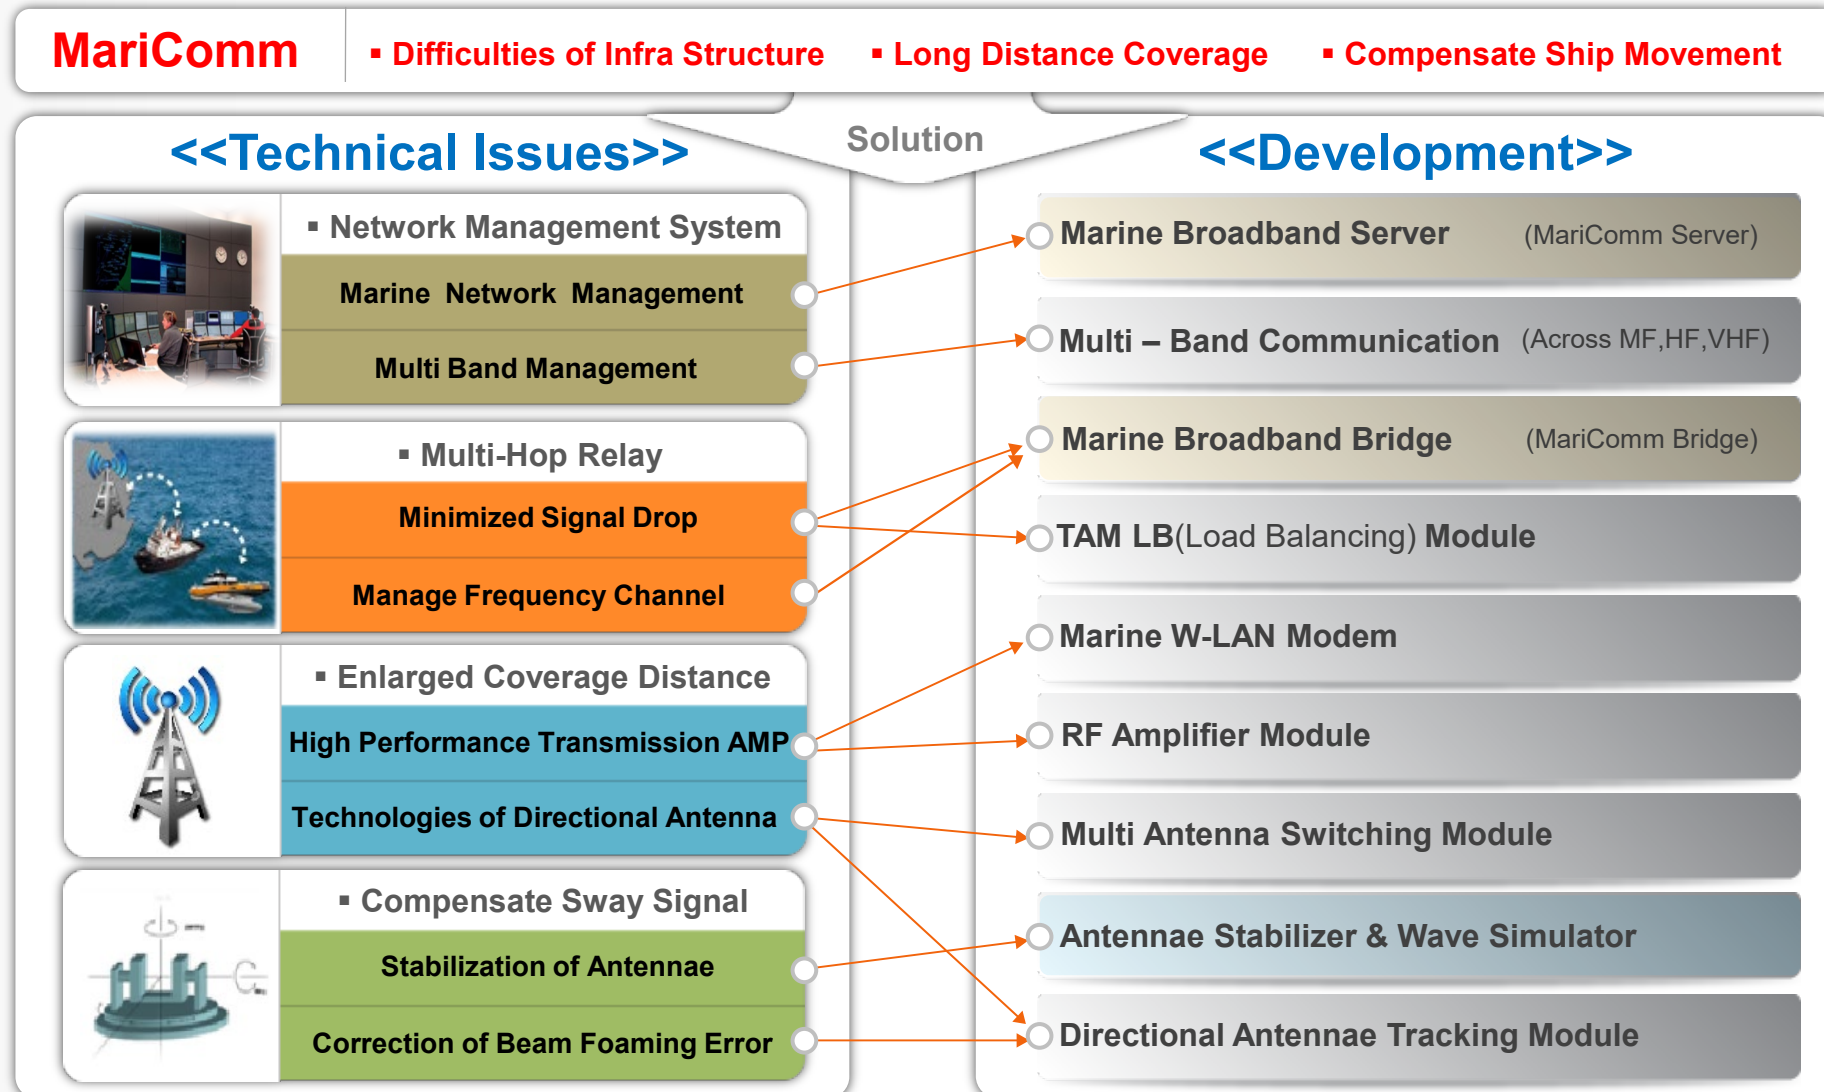 MariComm
▪ Difficulties of Infra Structure ▪ Long Distance Coverage ▪ Compensate Ship Movement
Solution
<<Technical Issues>>
▪ Network Management System
Marine Network Management
Multi Band Management
▪ Multi-Hop Relay
Minimized Signal Drop
Manage Frequency Channel
▪ Enlarged Coverage Distance
High Performance Transmission AMP
Technologies of Directional Antenna
▪ Compensate Sway Signal
Stabilization of Antennae
Correction of Beam Foaming Error
<<Development>>
Marine Broadband Server (MariComm Server)
Multi – Band Communication (Across MF,HF,VHF)
Marine Broadband Bridge (MariComm Bridge)
TAM LB(Load Balancing) Module
Marine W-LAN Modem
RF Amplifier Module
Multi Antenna Switching Module
Antennae Stabilizer & Wave Simulator
Directional Antennae Tracking Module